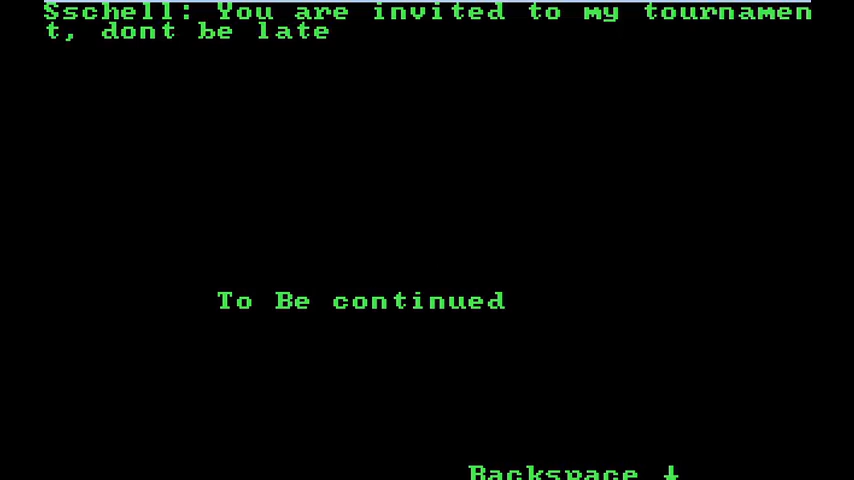 Sschell: You are invited to my tournamen
t, dont be late
To Be continued
Backspace ↓